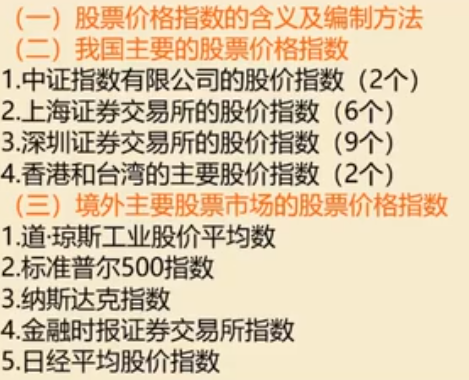 （一）股票价格指数的含义及编制方法
（二）我国主要的股票价格指数
1.中证指数有限公司的股价指数（2个）
2.上海证券交易所的股价指数（6个）
3.深圳证券交易所的股价指数（9个）
4.香港和台湾的主要股价指数（2个）
（三）境外主要股票市场的股票价格指数
1.道·琼斯工业股价平均数
2.标准普尔500指数
3.纳斯达克指数
4.金融时报证券交易所指数
5.日经平均股价指数